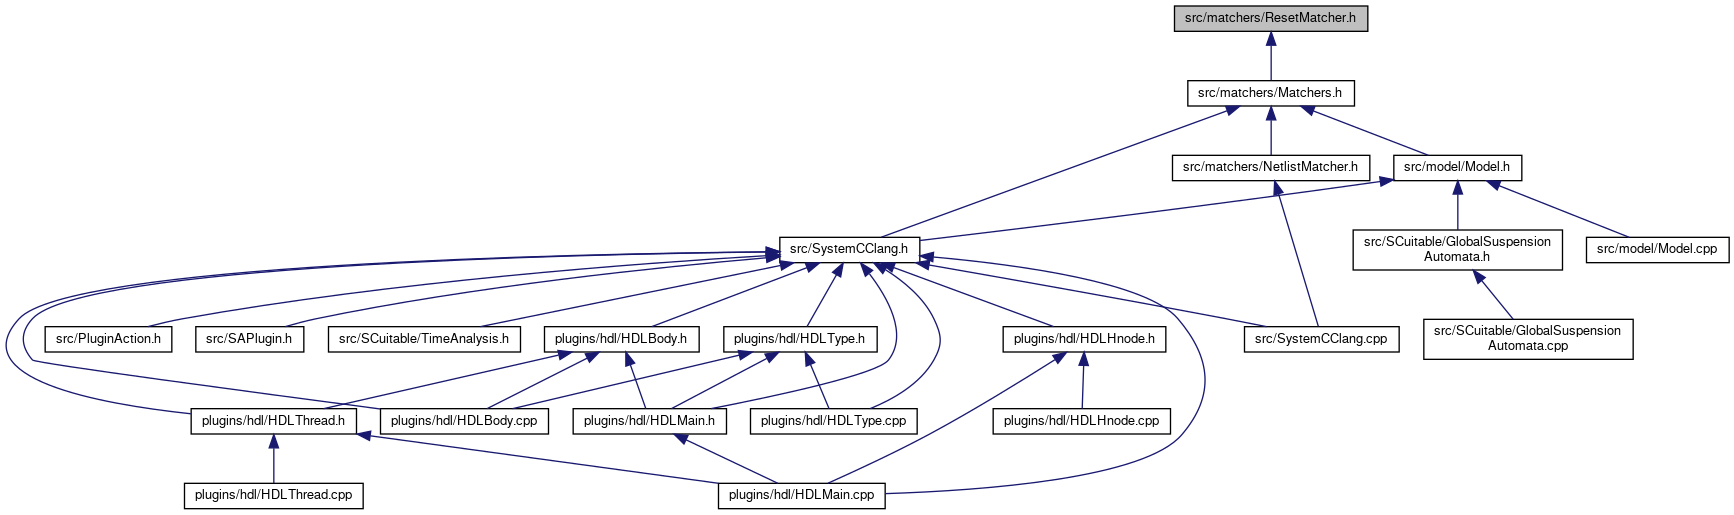 src/matchers/ResetMatcher.h
src/matchers/Matchers.h
src/matchers/NetlistMatcher.h
src/model/Model.h
src/SystemCClang.h
src/SCuitable/GlobalSuspension
Automata.h
src/model/Model.cpp
src/PluginAction.h
src/SAPlugin.h
src/SCuitable/TimeAnalysis.h
plugins/hdl/HDLBody.h
plugins/hdl/HDLType.h
plugins/hdl/HDLHnode.h
src/SystemCClang.cpp
src/SCuitable/GlobalSuspension
Automata.cpp
plugins/hdl/HDLThread.h
plugins/hdl/HDLBody.cpp
plugins/hdl/HDLMain.h
plugins/hdl/HDLType.cpp
plugins/hdl/HDLHnode.cpp
plugins/hdl/HDLThread.cpp
plugins/hdl/HDLMain.cpp